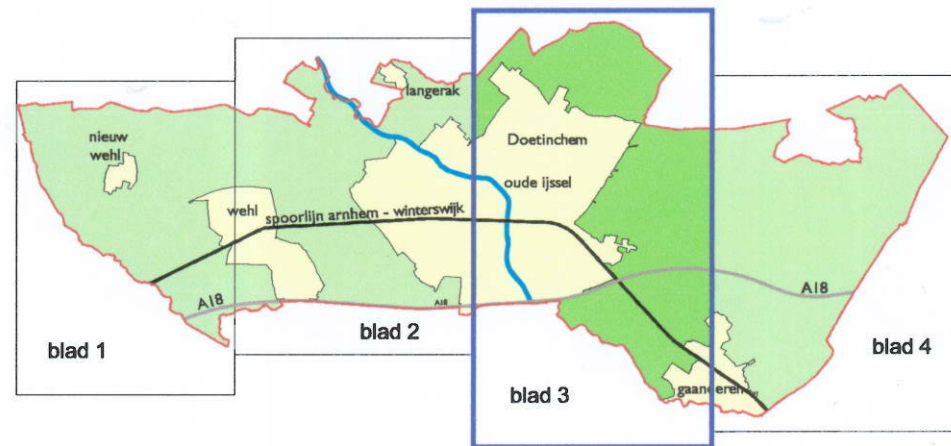 nieuw
wehl
wehl
langerak
Doetinchem
oude ijssel
spoorlijn arnhem - winterswijk
A18
A18
A18
gaanderen
blad 1
blad 2
blad 3
blad 4